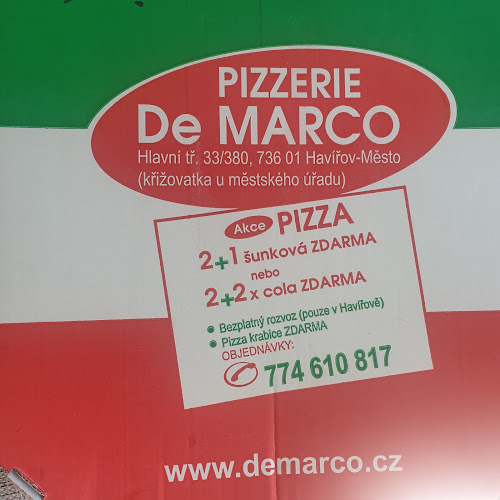 PIZZERIE
De MARCO
Hlavní tř. 33/380, 736 01 Havířov-Město
(křižovatka u městského úřadu)
Akce PIZZA
2+1 šunková ZDARMA
nebo
2+2 x cola ZDARMA
• Bezplatný rozvoz (pouze v Havířově)
• Pizza krabice ZDARMA
OBJEDNÁVKY:
774 610 817
www.demarco.cz